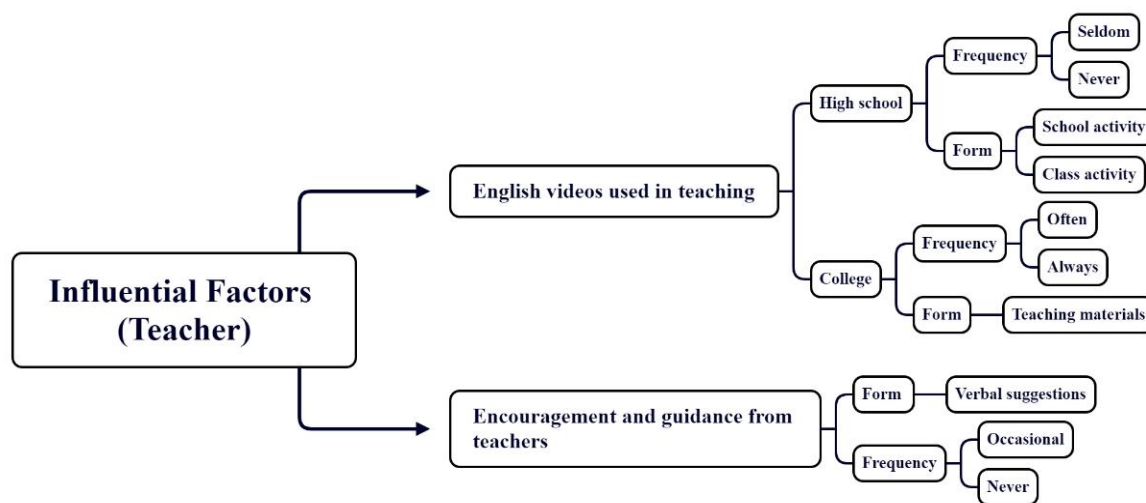 Influential Factors
(Teacher)
English videos used in teaching
High school
Frequency
Seldom
Never
Form
School activity
Class activity
College
Frequency
Often
Always
Form
Teaching materials
Encouragement and guidance from
teachers
Form
Verbal suggestions
Frequency
Occasional
Never